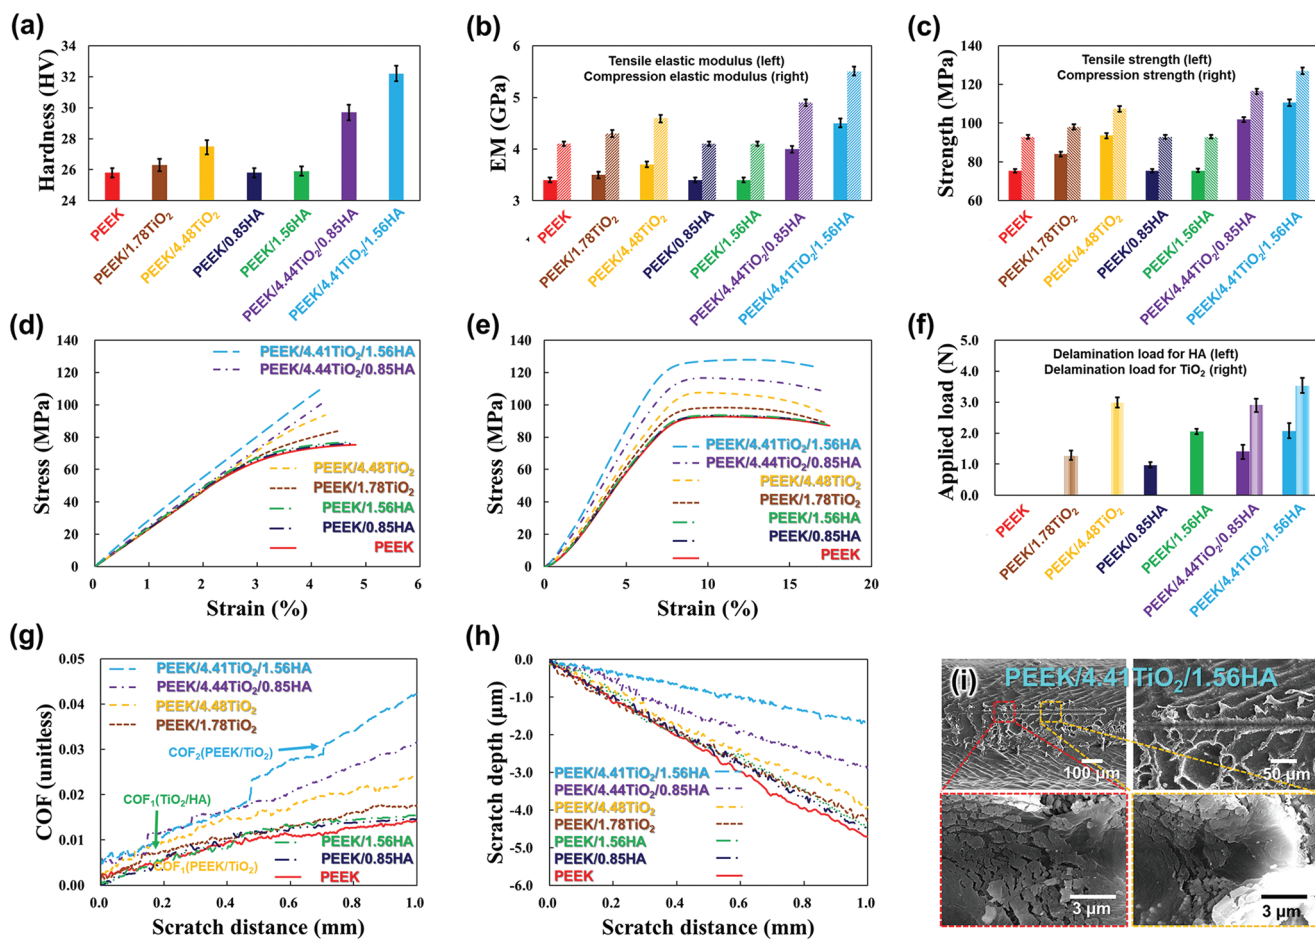 (a)
Hardness (HV)
34
32
30
28
26
24
PEEK
PEEK/1.78TiO₂
PEEK/4.48TiO₂
PEEK/0.85HA
PEEK/1.56HA
PEEK/4.44TiO₂/0.85HA
PEEK/4.41TiO₂/1.56HA
(b)
EM (GPa)
6
5
4
3
Tensile elastic modulus (left)
Compression elastic modulus (right)
PEEK
PEEK/1.78TiO₂
PEEK/4.48TiO₂
PEEK/0.85HA
PEEK/1.56HA
PEEK/4.44TiO₂/0.85HA
PEEK/4.41TiO₂/1.56HA
(c)
Strength (MPa)
140
120
100
80
60
Tensile strength (left)
Compression strength (right)
PEEK
PEEK/1.78TiO₂
PEEK/4.48TiO₂
PEEK/0.85HA
PEEK/1.56HA
PEEK/4.44TiO₂/0.85HA
PEEK/4.41TiO₂/1.56HA
(d)
Stress (MPa)
140
120
100
80
60
40
20
0
PEEK/4.41TiO₂/1.56HA
PEEK/4.44TiO₂/0.85HA
PEEK/4.48TiO₂
PEEK/1.78TiO₂
PEEK/1.56HA
PEEK/0.85HA
PEEK
0 1 2 3 4 5 6
Strain (%)
(e)
Stress (MPa)
140
120
100
80
60
40
20
0
PEEK/4.41TiO₂/1.56HA
PEEK/4.44TiO₂/0.85HA
PEEK/4.48TiO₂
PEEK/1.78TiO₂
PEEK/1.56HA
PEEK/0.85HA
PEEK
0 5 10 15 20
Strain (%)
(f)
Applied load (N)
5.0
4.0
3.0
2.0
1.0
0.0
Delamination load for HA (left)
Delamination load for TiO₂ (right)
PEEK
PEEK/1.78TiO₂
PEEK/4.48TiO₂
PEEK/0.85HA
PEEK/1.56HA
PEEK/4.44TiO₂/0.85HA
PEEK/4.41TiO₂/1.56HA
(g)
COF (unitless)
0.05
0.04
0.03
0.02
0.01
0.00
PEEK/4.41TiO₂/1.56HA
PEEK/4.44TiO₂/0.85HA
PEEK/4.48TiO₂
PEEK/1.78TiO₂
COF₂(PEEK/TiO₂)
COF₁(TiO₂/HA)
COF₁(PEEK/TiO₂)
PEEK/1.56HA
PEEK/0.85HA
PEEK
0.0 0.2 0.4 0.6 0.8 1.0
Scratch distance (mm)
(h)
Scratch depth (µm)
0.0
-1.0
-2.0
-3.0
-4.0
-5.0
-6.0
PEEK/4.41TiO₂/1.56HA
PEEK/4.44TiO₂/0.85HA
PEEK/4.48TiO₂
PEEK/1.78TiO₂
PEEK/1.56HA
PEEK/0.85HA
PEEK
0.0 0.2 0.4 0.6 0.8 1.0
Scratch distance (mm)
(i)
PEEK/4.41TiO₂/1.56HA
100 µm
50 µm
3 µm
3 µm